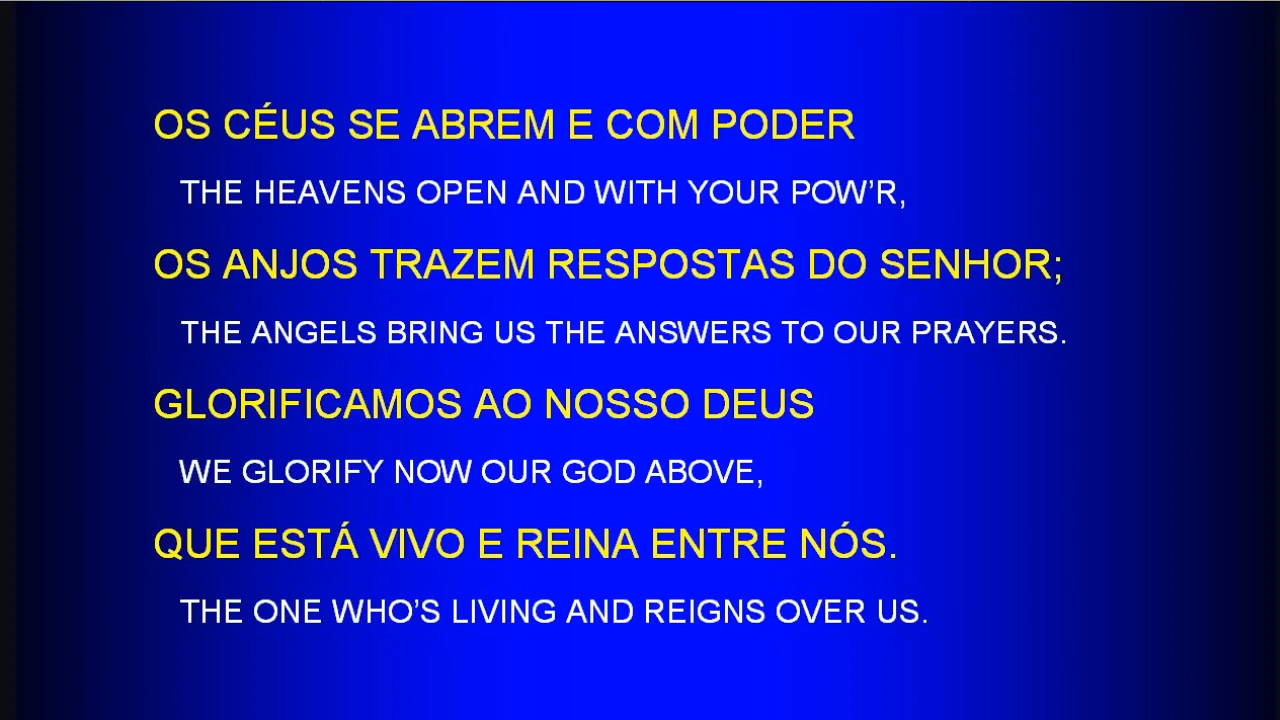 OS CÉUS SE ABREM E COM PODER
THE HEAVENS OPEN AND WITH YOUR POW’R,
OS ANJOS TRAZEM RESPOSTAS DO SENHOR;
THE ANGELS BRING US THE ANSWERS TO OUR PRAYERS.
GLORIFICAMOS AO NOSSO DEUS
WE GLORIFY NOW OUR GOD ABOVE,
QUE ESTÁ VIVO E REINA ENTRE NÓS.
THE ONE WHO’S LIVING AND REIGNS OVER US.